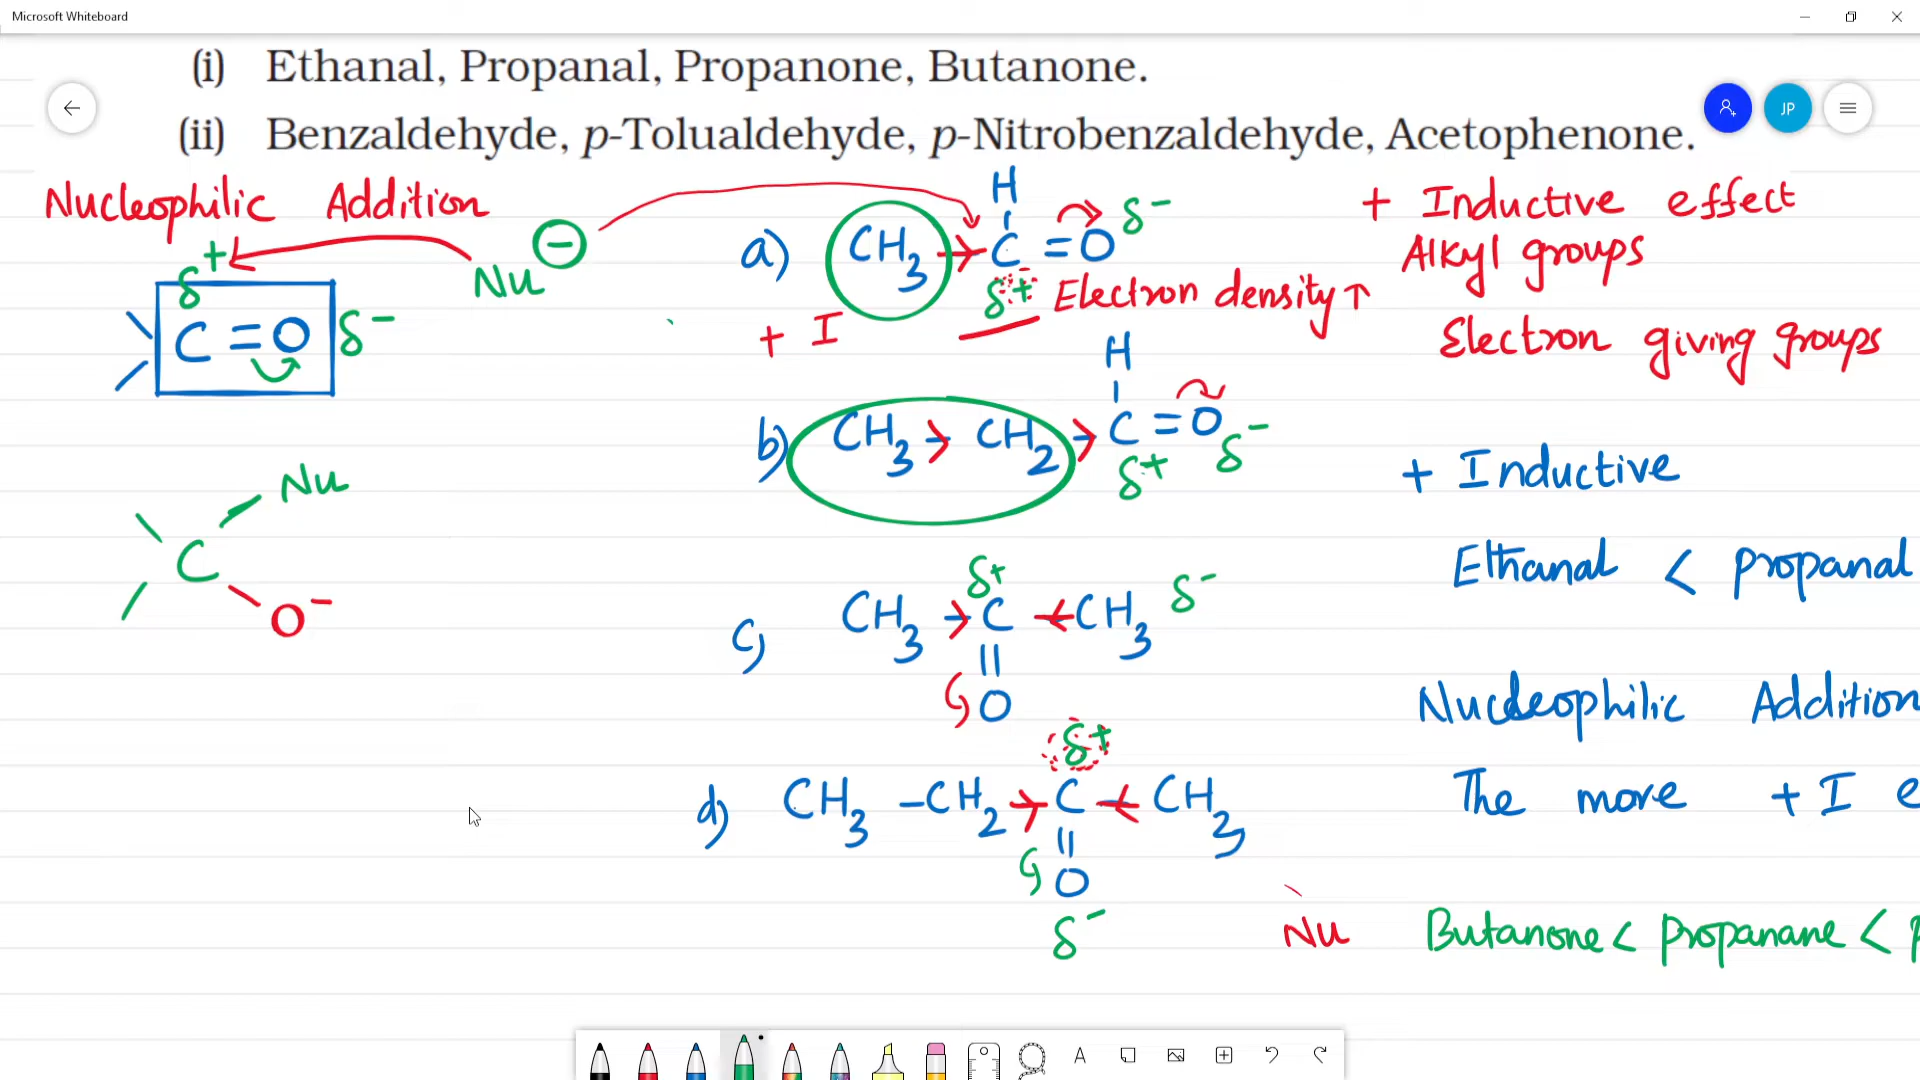 Microsoft Whiteboard
(i) Ethanal, Propanal, Propanone, Butanone.
(ii) Benzaldehyde, p-Tolualdehyde, p-Nitrobenzaldehyde, Acetophenone.
JP
Nucleophilic Addition
Nu ⊖
δ+
C = O δ-
Nu
C
O-
a) CH3 → C = O δ-
H
δ+
+ I
Electron density ↑
H
b) CH3 → CH2 → C = O
δ+ δ-
δ+ δ-
c) CH3 → C ← CH3
O
δ+
d) CH3 - CH2 → C ← CH3
O
δ-
Nu
+ Inductive effect
Alkyl groups
Electron giving groups
+ Inductive
Ethanal < propanal
Nucleophilic Addition
The more + I e
Butanone < propanane < p
A